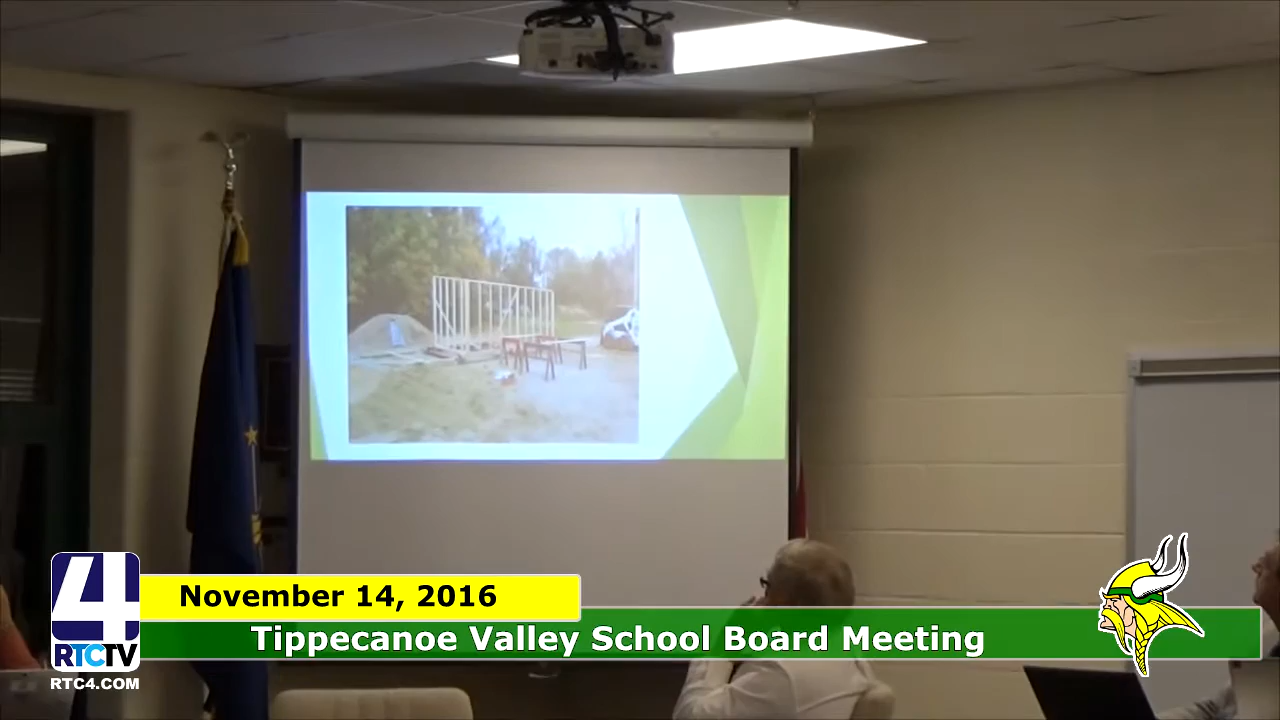 November 14, 2016
Tippecanoe Valley School Board Meeting
4
RTCTV
RTC4.COM